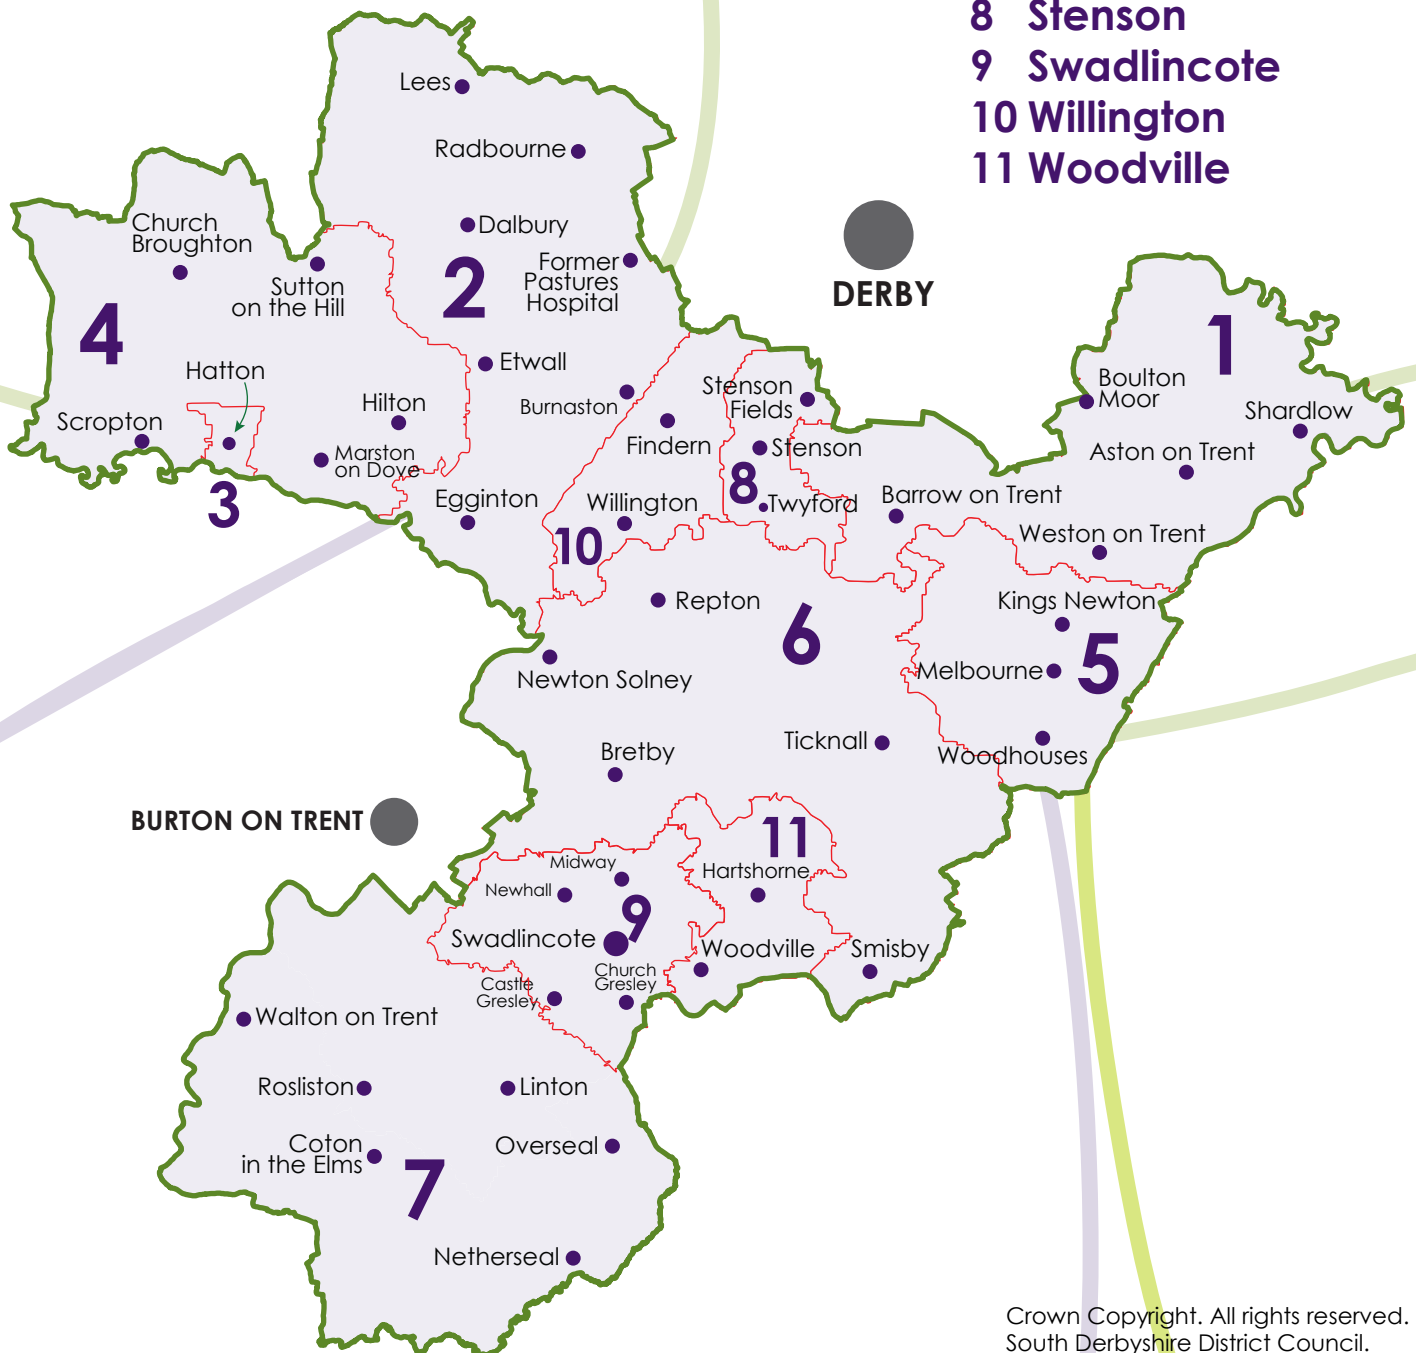 8 Stenson
9 Swadlincote
10 Willington
11 Woodville
Lees
Radbourne
Dalbury
Church
Broughton
Sutton
on the Hill
2
Former
Pastures
Hospital
DERBY
4
1
Hatton
Etwall
Boulton
Moor
Stenson
Fields
Burnaston
Hilton
Scropton
Shardlow
Findern
Stenson
Marston
on Dove
Aston on Trent
8
3
Egginton
Willington
Twyford
Barrow on Trent
Weston on Trent
10
Repton
Kings Newton
6
5
Newton Solney
Melbourne
Ticknall
Bretby
Woodhouses
BURTON ON TRENT
11
Midway
Hartshorne
Newhall
9
Swadlincote
Woodville
Smisby
Church
Gresley
Castle
Gresley
Walton on Trent
Rosliston
Linton
Coton
in the Elms
Overseal
7
Netherseal
Crown Copyright. All rights reserved.
South Derbyshire District Council.